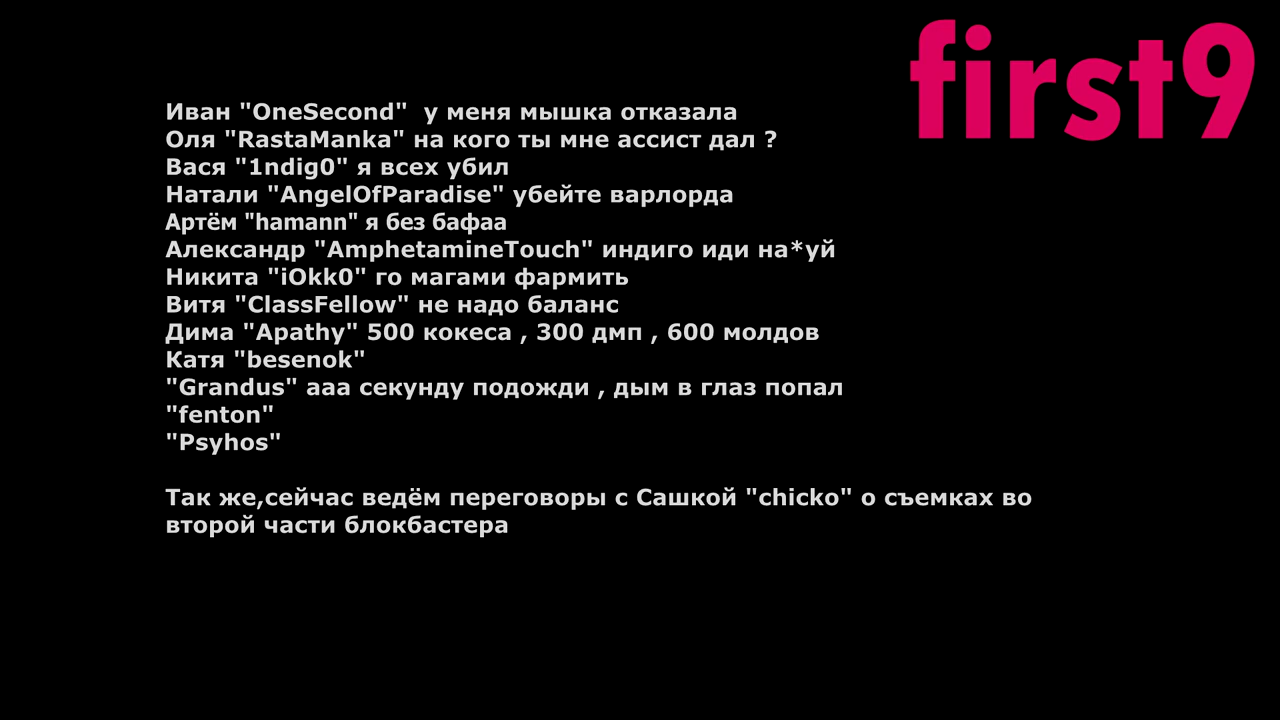 first9
Иван "OneSecond"  у меня мышка отказала
Оля "RastaManka" на кого ты мне ассист дал ?
Вася "1ndig0" я всех убил
Натали "AngelOfParadise" убейте варлорда
Артём "hamann" я без бафаа
Александр "AmphetamineTouch" индиго иди на*уй
Никита "iOkk0" го магами фармить
Витя "ClassFellow" не надо баланс
Дима "Apathy" 500 кокеса , 300 дмп , 600 молдов
Катя "besenok"
"Grandus" ааа секунду подожди , дым в глаз попал
"fenton"
"Psyhos"
Так же,сейчас ведём переговоры с Сашкой "chicko" о съемках во
второй части блокбастера